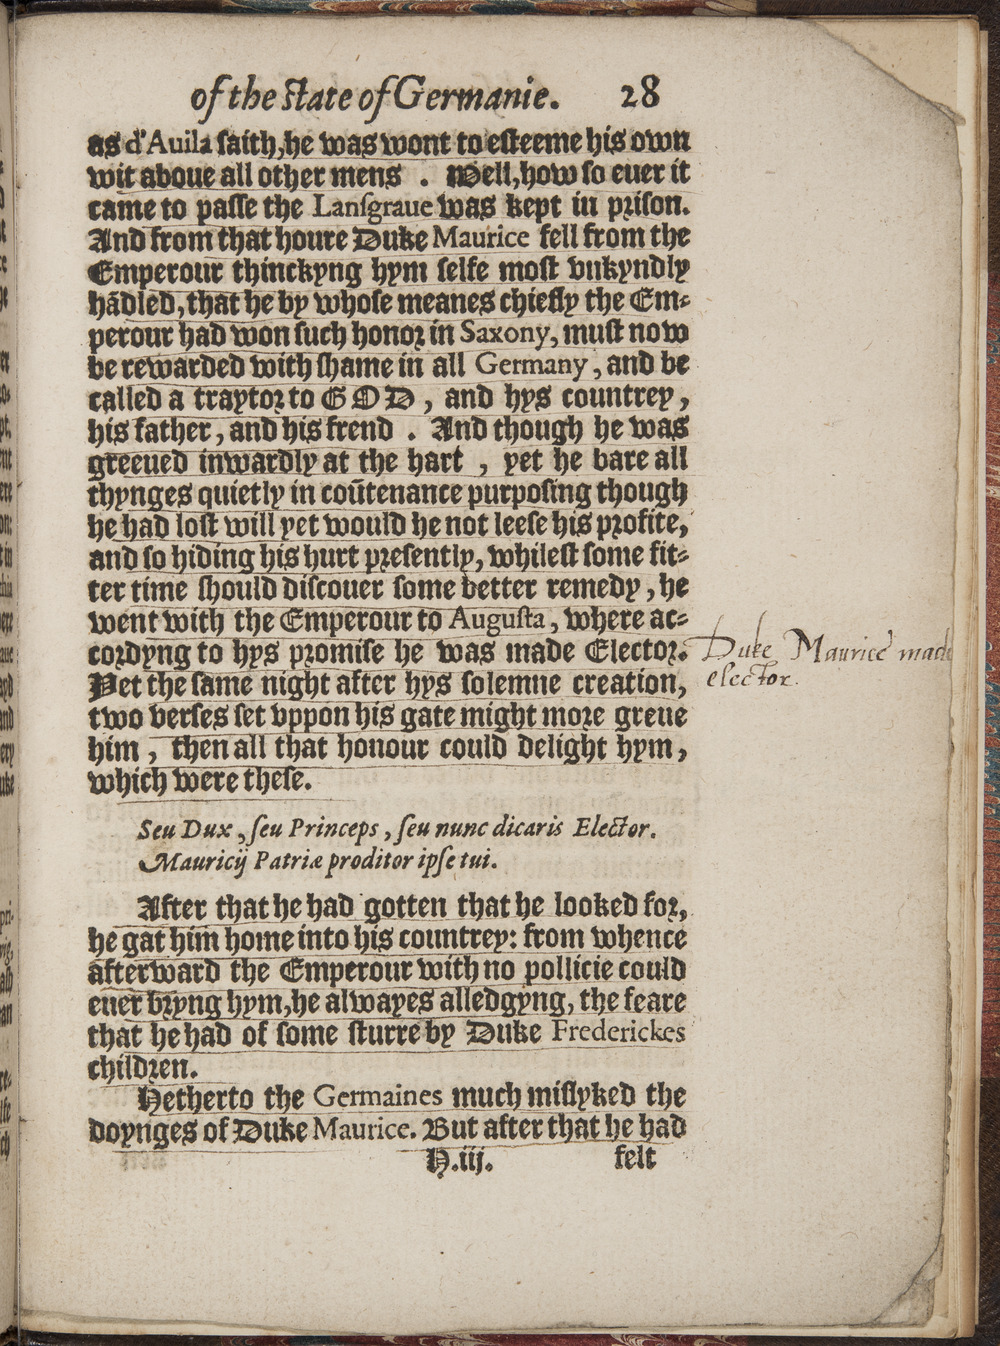 of the state of Germanie. 28
as d'Auila saith, he was wont to esteeme his own
wit aboue all other mens . Well, how so euer it
came to passe the Lansgraue was kept in prison.
And from that houre Duke Maurice fell from the
Emperour thinckyng hym selfe most vnkyndly
hãdled, that he by whose meanes chiefly the Em-
perour had won such honor in Saxony, must now
be rewarded with shame in all Germany, and be
called a traytor to GOD, and hys countrey,
his father, and his frend . And though he was
greeued inwardly at the hart , yet he bare all
thynges quietly in coũtenance purposing though
he had lost will yet would he not leese his profite,
and so hiding his hurt presently, whilest some fit-
ter time should discouer some better remedy, he
went with the Emperour to Augusta, where ac-
cordyng to hys promise he was made Elector.
Duke Maurice made
elector.
Yet the same night after hys solemne creation,
two verses set vppon his gate might more greue
him, then all that honour could delight hym,
which were these.
Seu Dux, seu Princeps, seu nunc dicaris Elector.
Mauricij Patriæ proditor ipse tui.
After that he had gotten that he looked for,
he gat him home into his countrey: from whence
afterward the Emperour with no pollicie could
euer bryng hym, he alwayes alledgyng, the feare
that he had of some sturre by Duke Frederickes
children.
Hetherto the Germaines much mislyked the
doynges of Duke Maurice. But after that he had
H.iij. felt